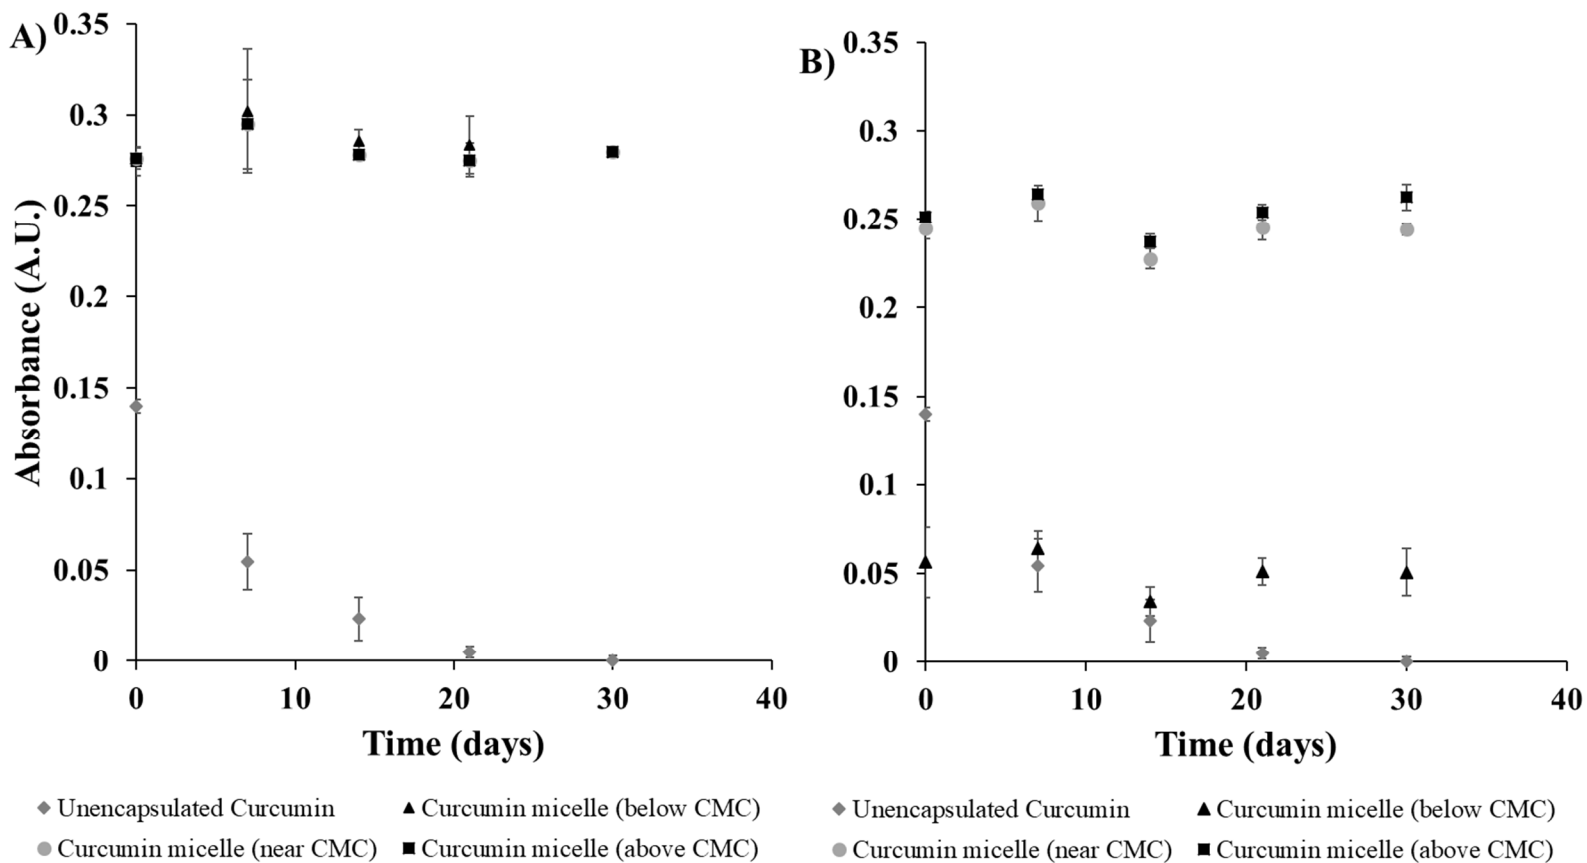 A)
Absorbance (A.U.)
0.35
0.3
0.25
0.2
0.15
0.1
0.05
0
0 10 20 30 40
Time (days)
Unencapsulated Curcumin Curcumin micelle (below CMC)
Curcumin micelle (near CMC) Curcumin micelle (above CMC)
B)
0.35
0.3
0.25
0.2
0.15
0.1
0.05
0
0 10 20 30 40
Time (days)
Unencapsulated Curcumin Curcumin micelle (below CMC)
Curcumin micelle (near CMC) Curcumin micelle (above CMC)